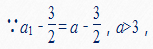 ∵a₁ - 3/2 = a - 3/2 , a>3 ,